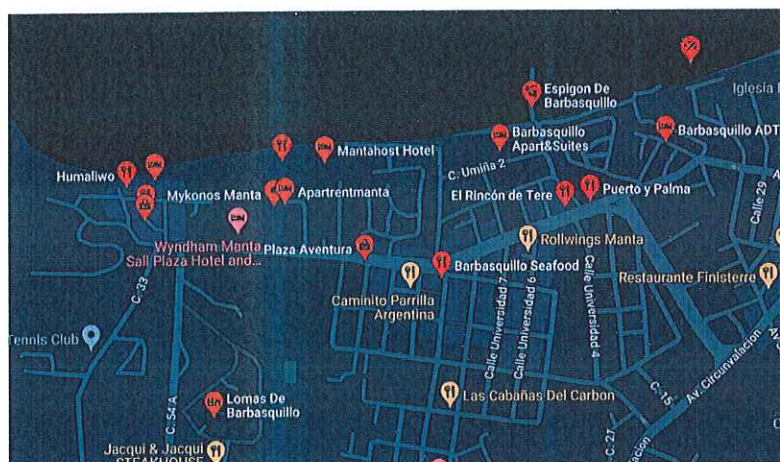 Espigon De
Barbasquillo
Iglesia
Barbasquillo
Apart&Suites
Barbasquillo ADT
Mantahost Hotel
C. Umiña 2
Humaliwo
Mykonos Manta
Apartrentmanta
El Rincón de Tere
Puerto y Palma
Calle 29
Wyndham Manta
Sail Plaza Hotel and...
Plaza Aventura
Rollwings Manta
Barbasquillo Seafood
Restaurante Finisterre
C. 33
Caminito Parrilla
Argentina
Calle Universidad 7
Calle Universidad 6
Calle Universidad 4
Tennis Club
Av. Circunvalacion
C. 15
Las Cabañas Del Carbon
Lomas De
Barbasquillo
C. 54 A
C. 27
Jacqui & Jacqui
STEAKHOUSE